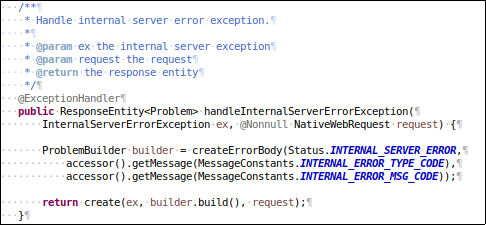 /**
 * Handle internal server error exception.
 *
 * @param ex the internal server exception
 * @param request the request
 * @return the response entity
 */
@ExceptionHandler
public ResponseEntity<Problem> handleInternalServerErrorException(
    InternalServerErrorException ex, @Nonnull NativeWebRequest request) {

    ProblemBuilder builder = createErrorBody(Status.INTERNAL_SERVER_ERROR,
        accessor().getMessage(MessageConstants.INTERNAL_ERROR_TYPE_CODE),
        accessor().getMessage(MessageConstants.INTERNAL_ERROR_MSG_CODE));

    return create(ex, builder.build(), request);
}